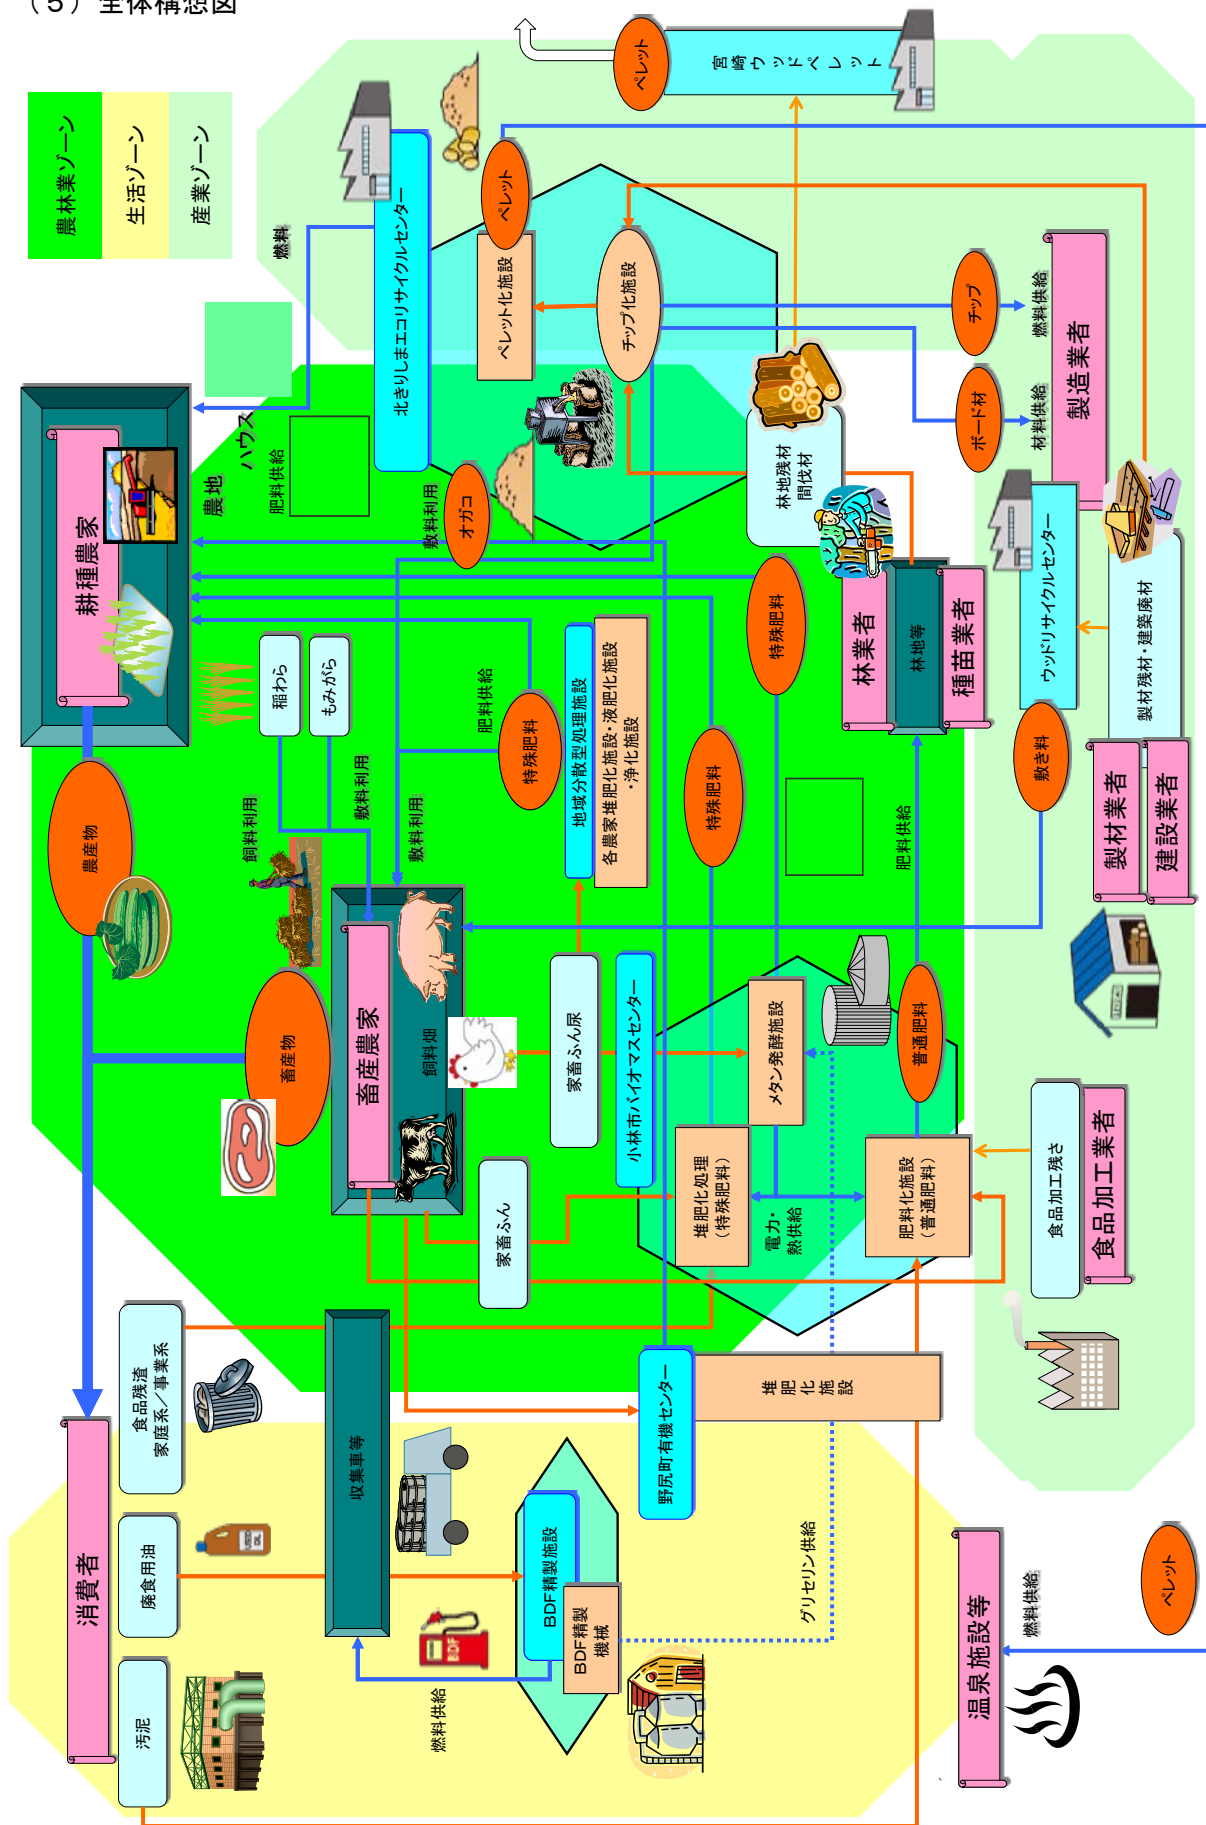 （５）全体構想図
農林業ゾーン
生活ゾーン
産業ゾーン
消費者
汚泥
廃食用油
食品残渣
家庭系／事業系
農産物
畜産物
耕種農家
農地
ハウス
肥料供給
燃料
稲わら
もみがら
飼料利用
敷料利用
敷料利用
敷料利用
オガコ
収集車等
燃料供給
BDF
USED
OIL
BDF精製施設
BDF精製
機械
グリセリン供給
畜産農家
飼料畑
家畜ふん
家畜ふん尿
野尻町有機センター
堆肥化施設
小林市バイオマスセンター
堆肥化処理
（特殊肥料）
メタン発酵施設
電力・
熱供給
肥料化施設
（普通肥料）
普通肥料
肥料供給
特殊肥料
特殊肥料
特殊肥料
肥料供給
地域分散型処理施設
各農家堆肥化施設・液肥化施設
・浄化施設
北きりしまエコリサイクルセンター
ペレット化施設
ペレット
チップ化施設
ペレット
宮崎ウッドペレット
林地残材
間伐材
林業者
林地等
種苗業者
チップ
ボード材
燃料供給
材料供給
製造業者
ウッドリサイクルセンター
製材残材・建築廃材
敷き料
製材業者
建設業者
食品加工残さ
食品加工業者
温泉施設等
燃料供給
ペレット